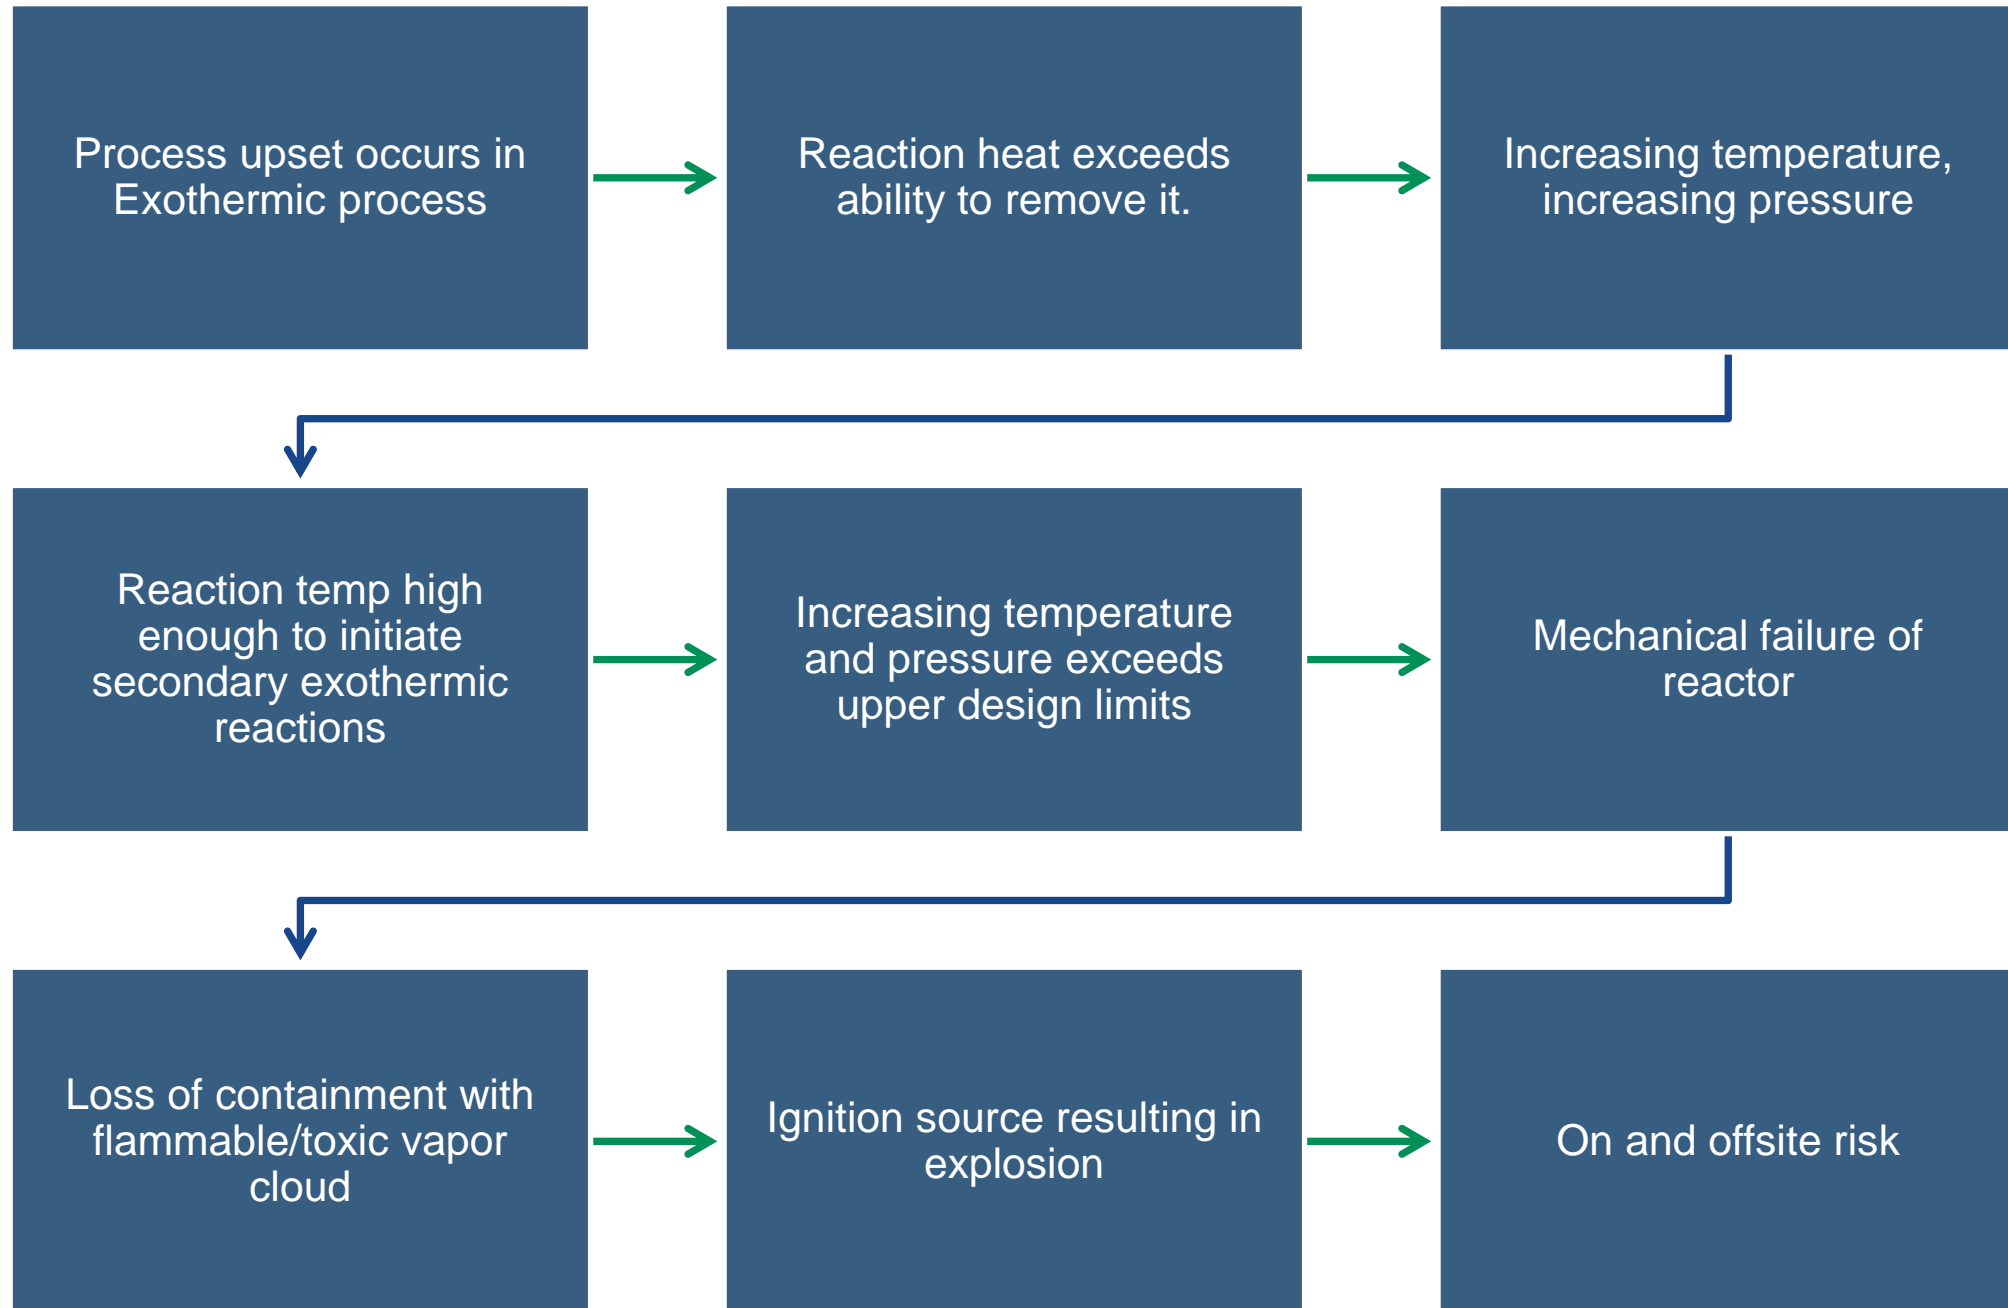 Process upset occurs in
Exothermic process
Reaction heat exceeds
ability to remove it.
Increasing temperature,
increasing pressure
Reaction temp high
enough to initiate
secondary exothermic
reactions
Increasing temperature
and pressure exceeds
upper design limits
Mechanical failure of
reactor
Loss of containment with
flammable/toxic vapor
cloud
Ignition source resulting in
explosion
On and offsite risk